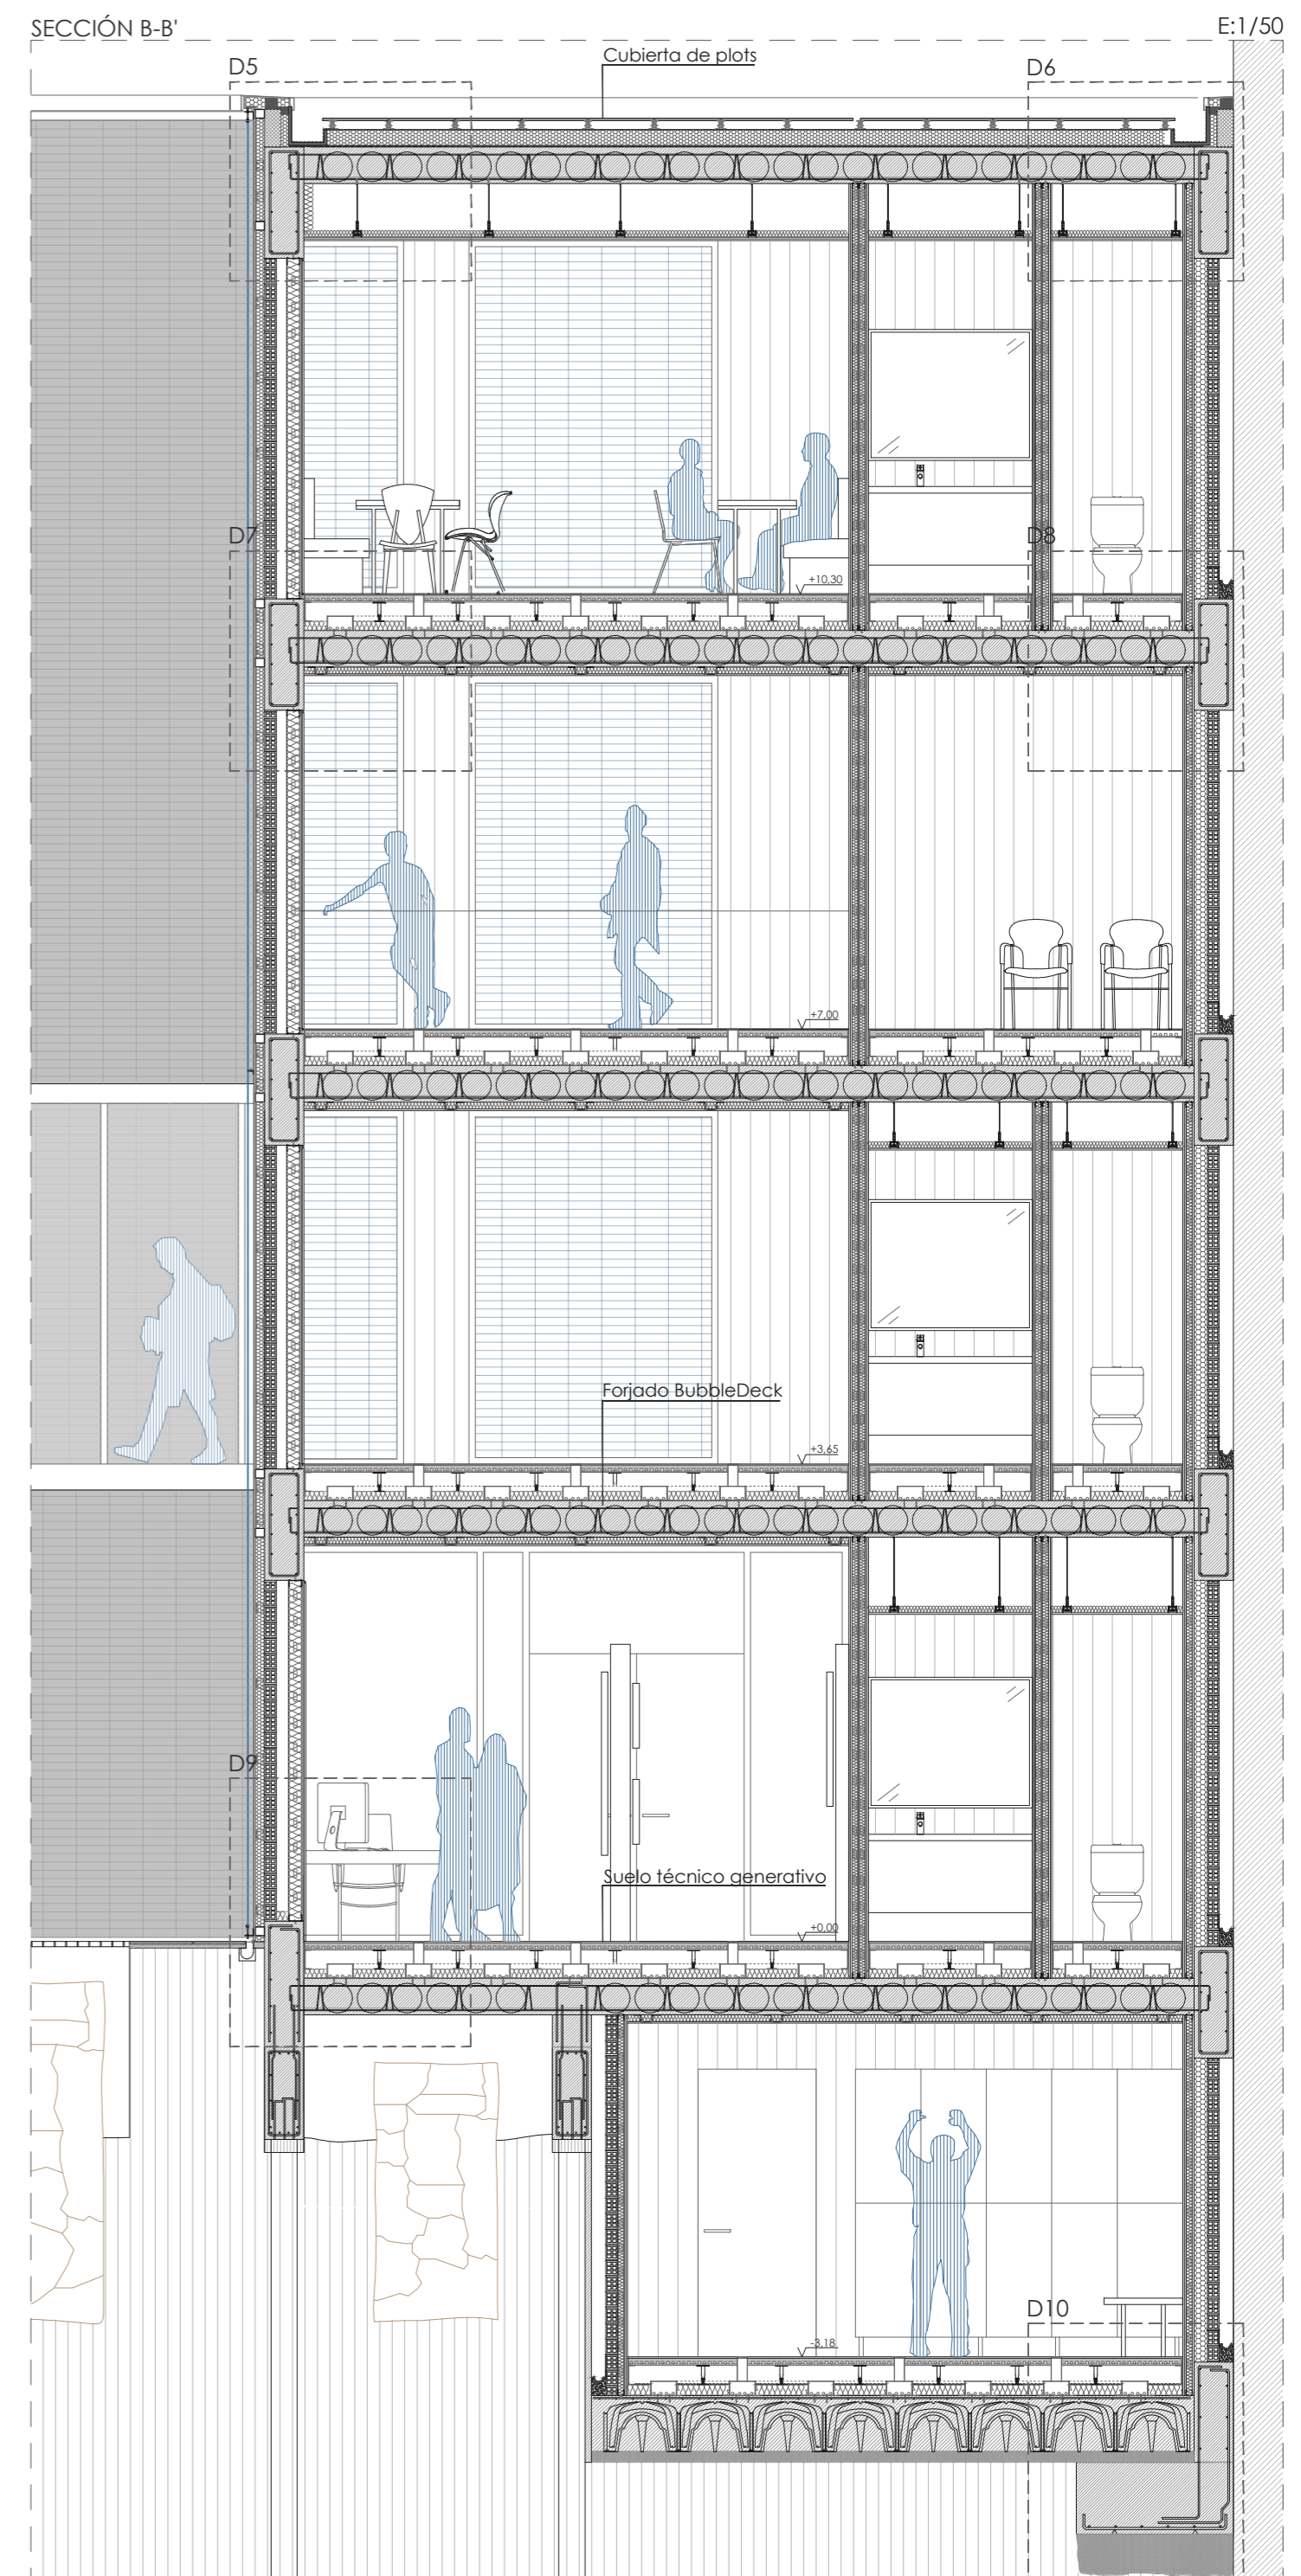 SECCIÓN B-B'
E:1/50
Cubierta de plots
D5
D6
D7
D8
+10,30
+7,00
Forjado BubbleDeck
+3,65
D9
Suelo técnico generativo
+0,00
D10
-3,18